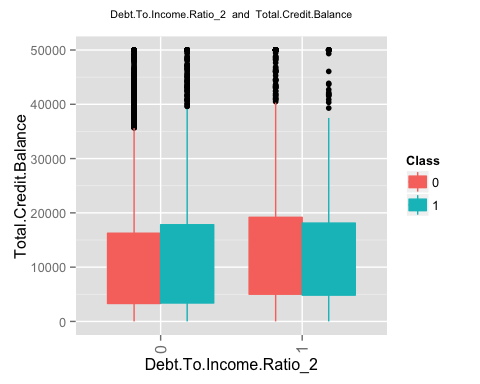 Debt.To.Income.Ratio_2 and Total.Credit.Balance
50000
40000
30000
20000
10000
0
Total.Credit.Balance
0
1
Debt.To.Income.Ratio_2
Class
0
1